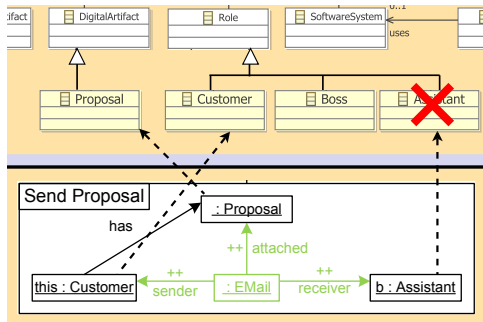 tifact
DigitalArtifact
Role
SoftwareSystem
0..1
uses
Proposal
Customer
Boss
Assistant
Send Proposal
: Proposal
has
++ attached
this : Customer
++
sender
: EMail
++
receiver
b : Assistant